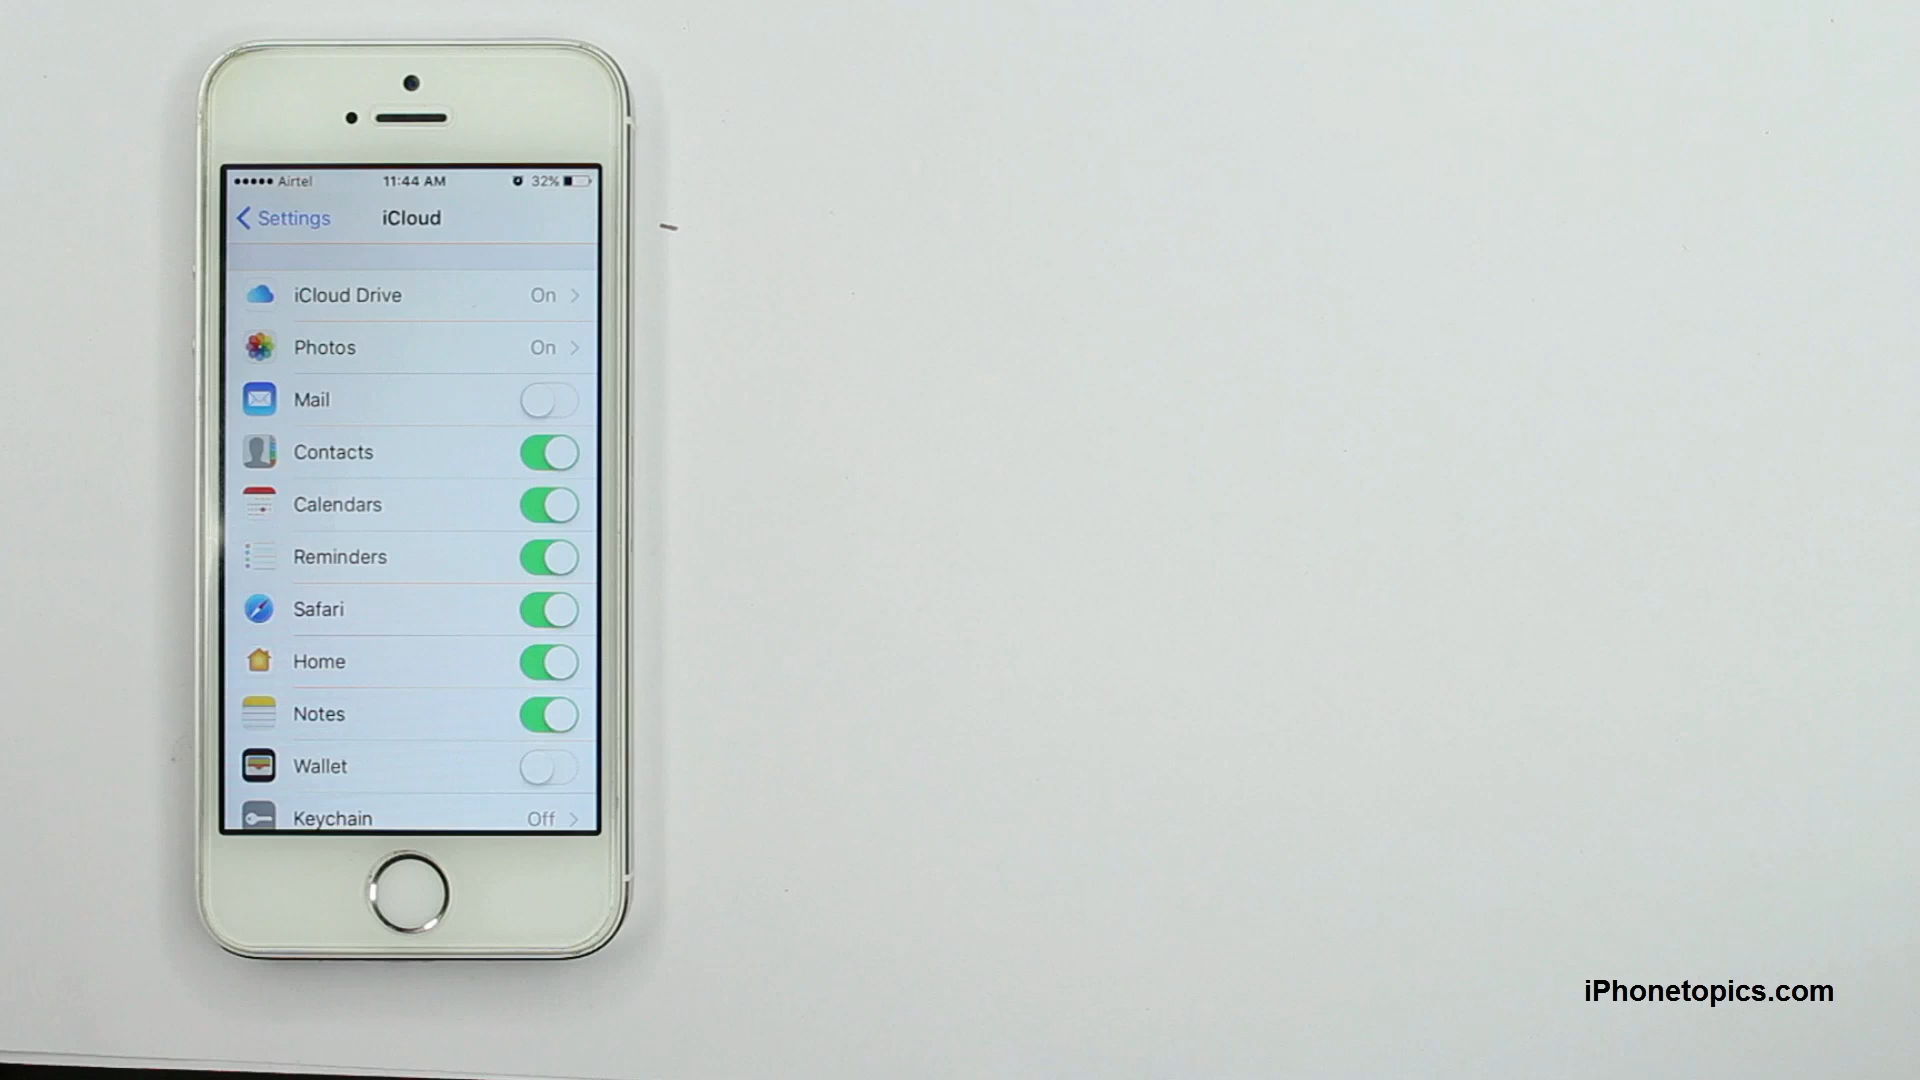 ●●●●● Airtel 11:44 AM 32%
Settings iCloud
iCloud Drive On
Photos On
Mail
Contacts
Calendars
Reminders
Safari
Home
Notes
Wallet
Keychain Off
iPhonetopics.com